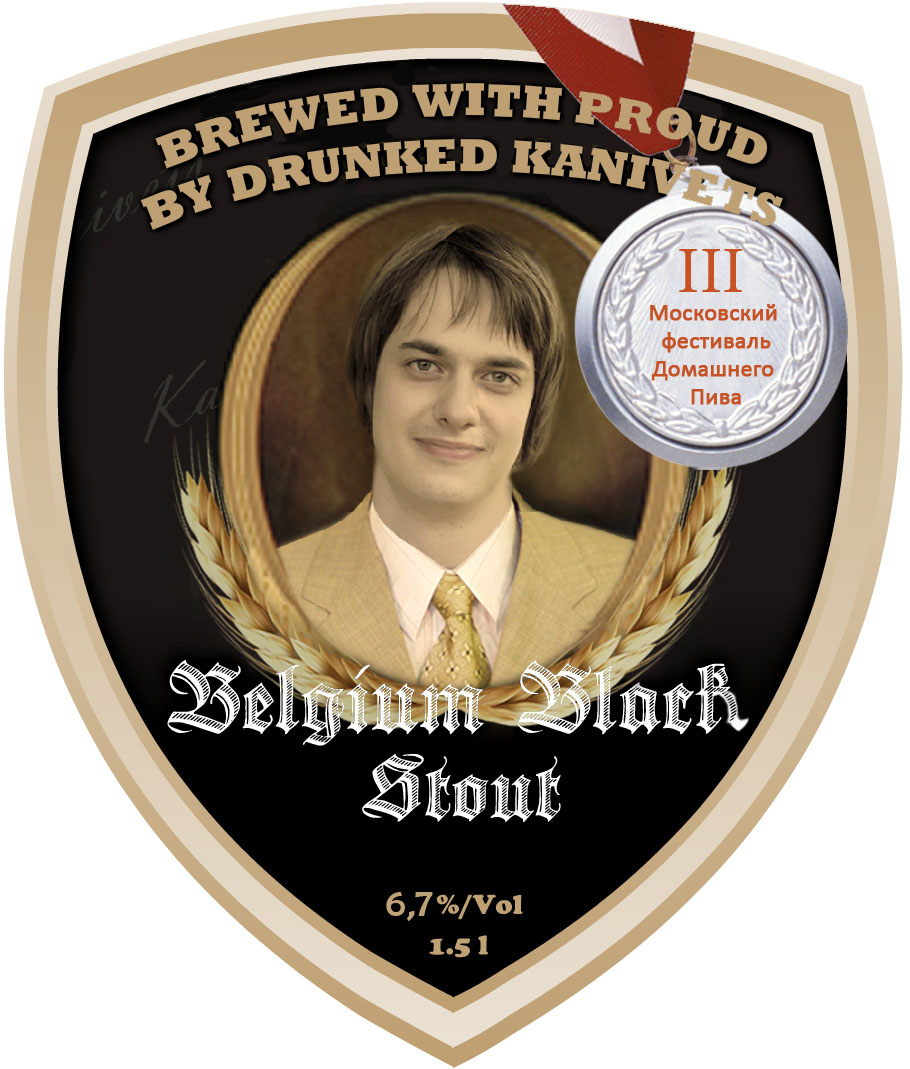 BREWED WITH PROUD
BY DRUNKED KANIVETS
III
Московский
фестиваль
Домашнего
Пива
Ka
Belgium Black
Stout
6,7%/Vol
1.5 l